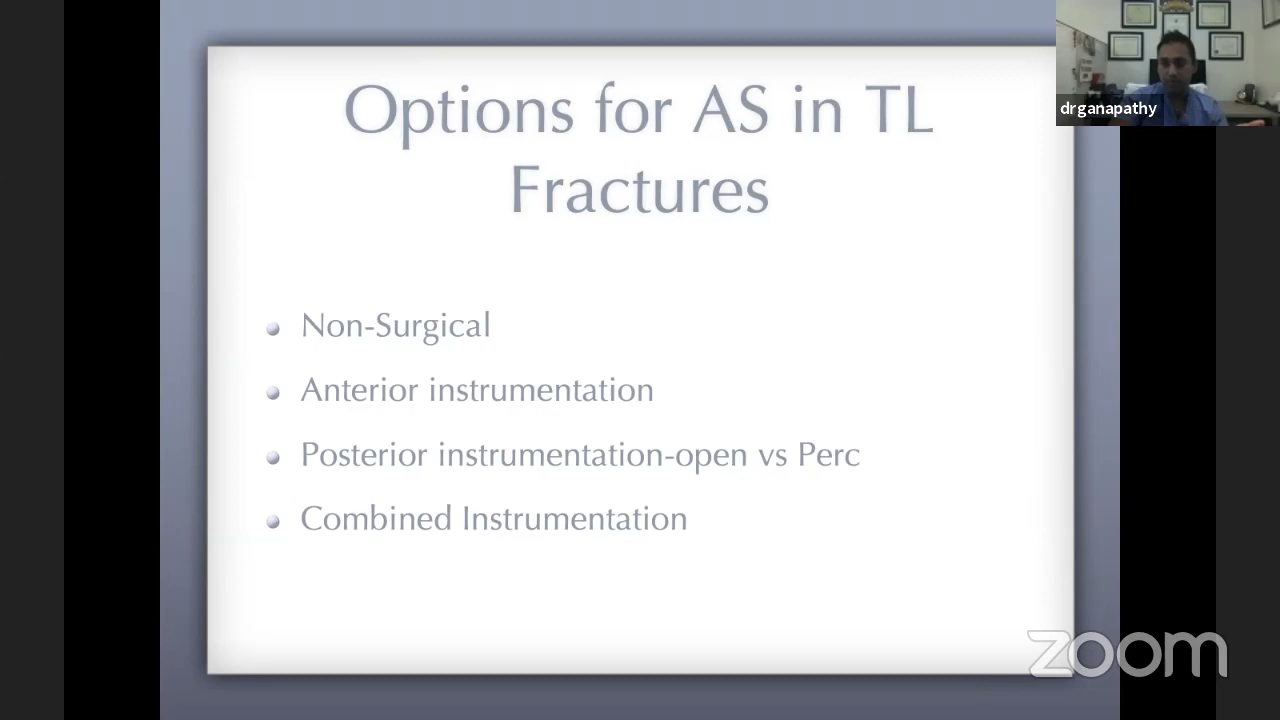 Options for AS in TL
Fractures
Non-Surgical
Anterior instrumentation
Posterior instrumentation-open vs Perc
Combined Instrumentation
drganapathy
zoom